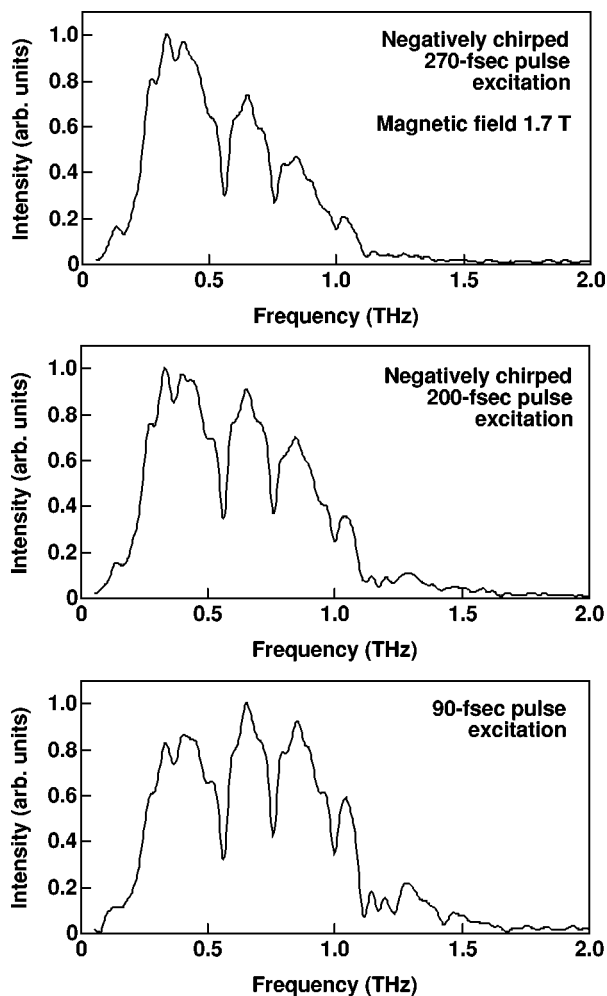 Negatively chirped
270-fsec pulse
excitation
Magnetic field 1.7 T
Intensity (arb. units)
1.0
0.8
0.6
0.4
0.2
0
0.5
1.0
1.5
2.0
Frequency (THz)
Negatively chirped
200-fsec pulse
excitation
Intensity (arb. units)
1.0
0.8
0.6
0.4
0.2
0
0
0.5
1.0
1.5
2.0
Frequency (THz)
90-fsec pulse
excitation
Intensity (arb. units)
1.0
0.8
0.6
0.4
0.2
0
0
0.5
1.0
1.5
2.0
Frequency (THz)